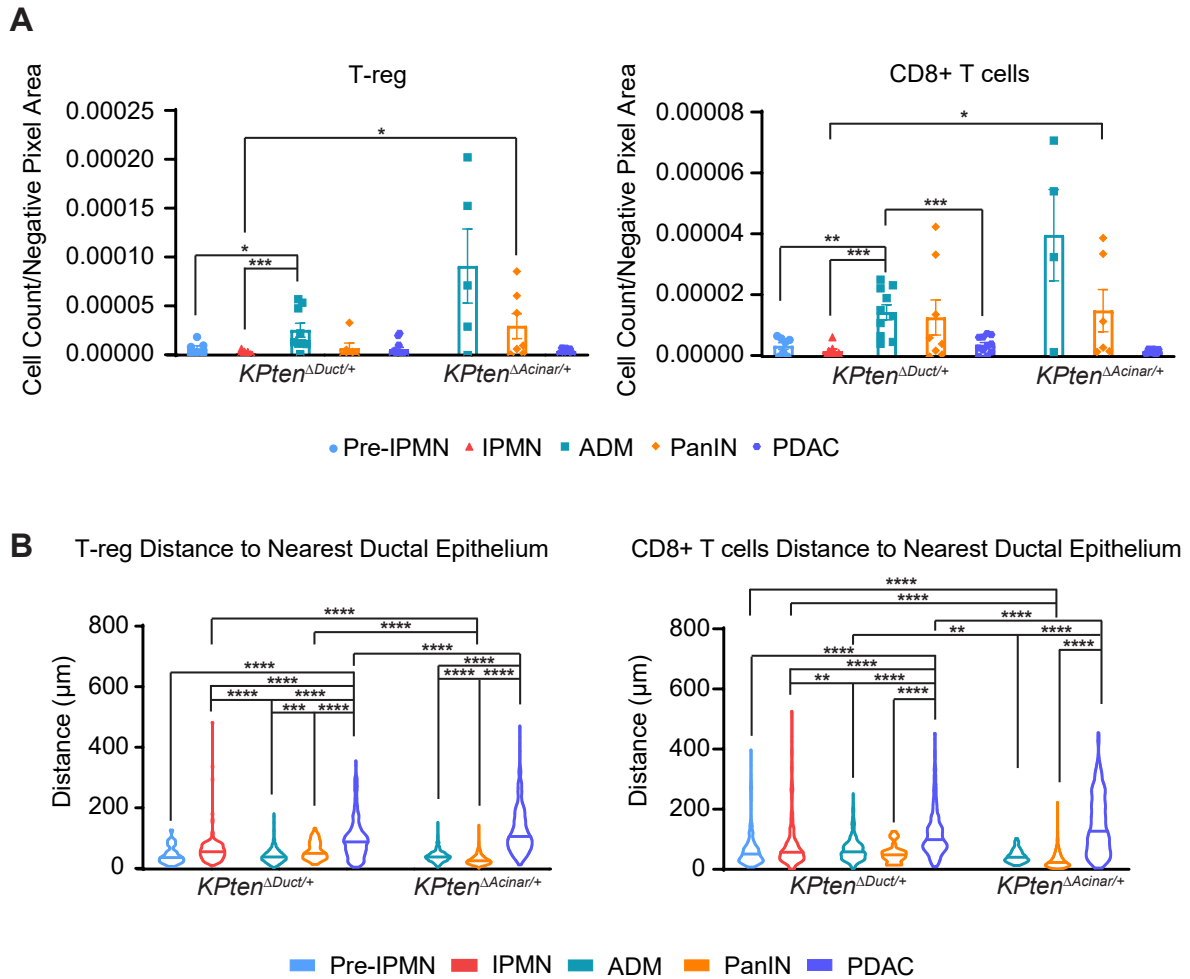 A
T-reg
CD8+ T cells
Cell Count/Negative Pixel Area
0.00025
0.00020
0.00015
0.00010
0.00005
0.00000
*
*
***
KPten^ΔDuct/+
KPten^ΔAcinar/+
Cell Count/Negative Pixel Area
0.00008
0.00006
0.00004
0.00002
0.00000
*
***
**
***
KPten^ΔDuct/+
KPten^ΔAcinar/+
Pre-IPMN IPMN ADM PanIN PDAC
B
T-reg Distance to Nearest Ductal Epithelium
CD8+ T cells Distance to Nearest Ductal Epithelium
Distance (μm)
800
600
400
200
0
****
****
****
**** ****
**** **** ****
**** ****
*** ****
KPten^ΔDuct/+
KPten^ΔAcinar/+
Distance (μm)
800
600
400
200
0
****
****
****
** ****
****
**** ****
** ****
****
KPten^ΔDuct/+
KPten^ΔAcinar/+
Pre-IPMN IPMN ADM PanIN PDAC